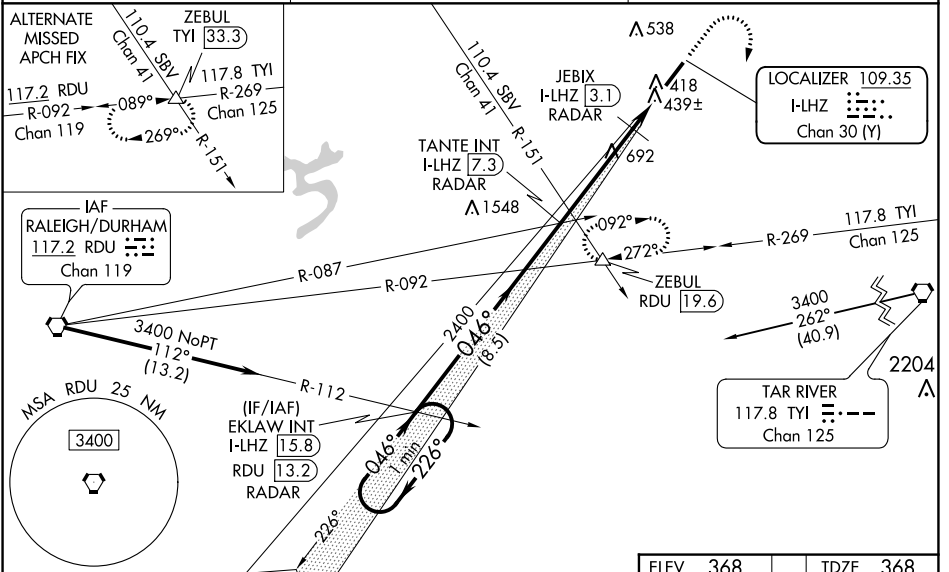 ALTERNATE
MISSED
APCH FIX
110.4 SBV
Chan 41
ZEBUL
TYI 33.3
117.2 RDU
R-092
Chan 119
089°
269°
117.8 TYI
R-269
Chan 125
R-151
110.4 SBV
Chan 41
R-151
538
JEBIX
I-LHZ 3.1
RADAR
418
439±
LOCALIZER 109.35
I-LHZ
Chan 30 (Y)
TANTE INT
I-LHZ 7.3
RADAR
692
1548
IAF
RALEIGH/DURHAM
117.2 RDU
Chan 119
R-087
R-092
092°
272°
R-269
117.8 TYI
Chan 125
ZEBUL
RDU 19.6
3400 NoPT
112°
(13.2)
R-112
2400
046°
(8.5)
3400
262°
(40.9)
2204
TAR RIVER
117.8 TYI
Chan 125
MSA RDU 25 NM
3400
(IF/IAF)
EKLAW INT
I-LHZ 15.8
RDU 13.2
RADAR
046°
1 min
226°
226°
ELEV 368
TDZE 368